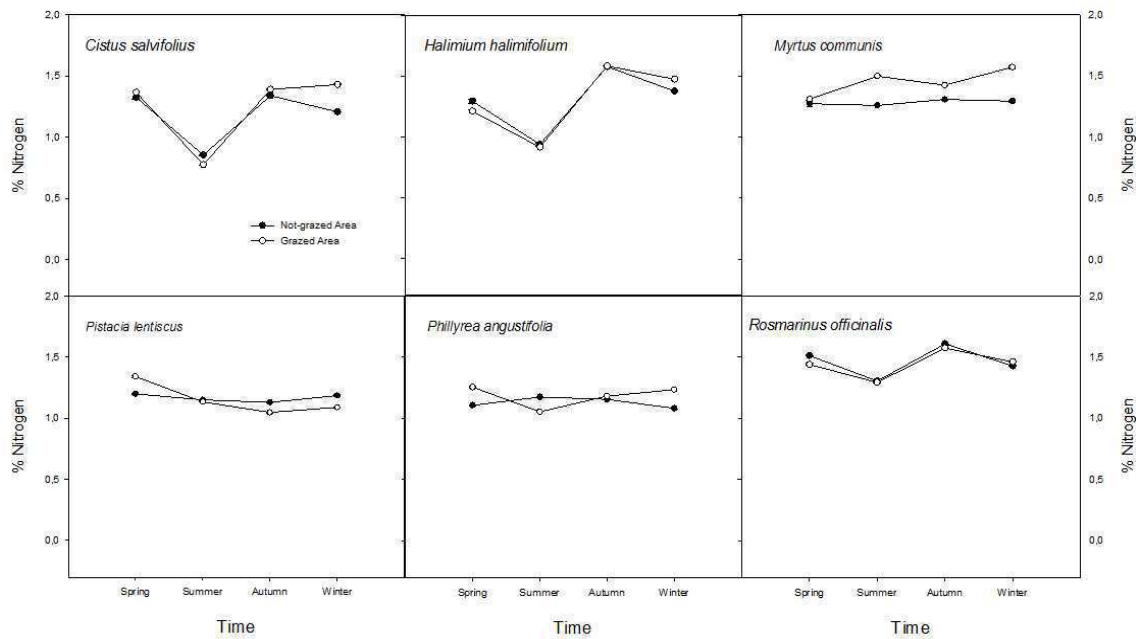 2,0 2,0
Cistus salvifolius Halimium halimifolium Myrtus communis
1,5 1,5
1,0 1,0
% Nitrogen % Nitrogen
0,5 0,5
Not-grazed Area
Grazed Area
0,0 0,0
2,0 2,0
Pistacia lentiscus Phillyrea angustifolia Rosmarinus officinalis
1,5 1,5
1,0 1,0
% Nitrogen % Nitrogen
0,5 0,5
0,0 0,0
Spring Summer Autumn Winter Spring Summer Autumn Winter Spring Summer Autumn Winter
Time Time Time